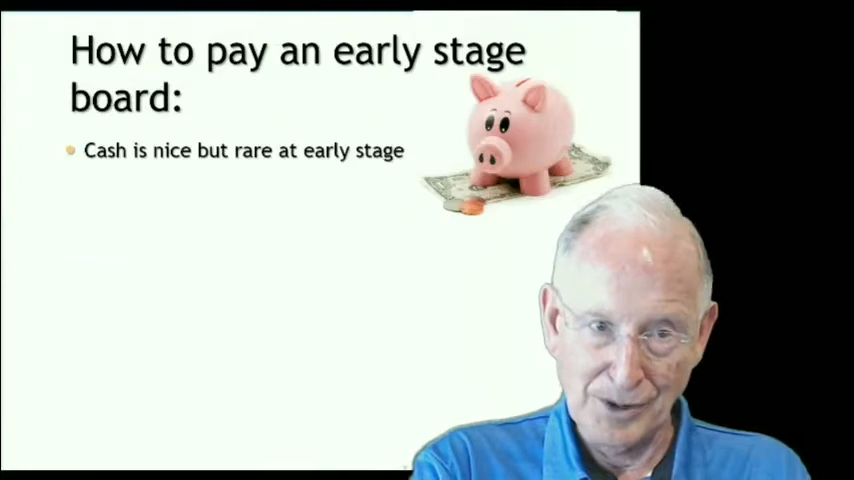 How to pay an early stage
board:
Cash is nice but rare at early stage